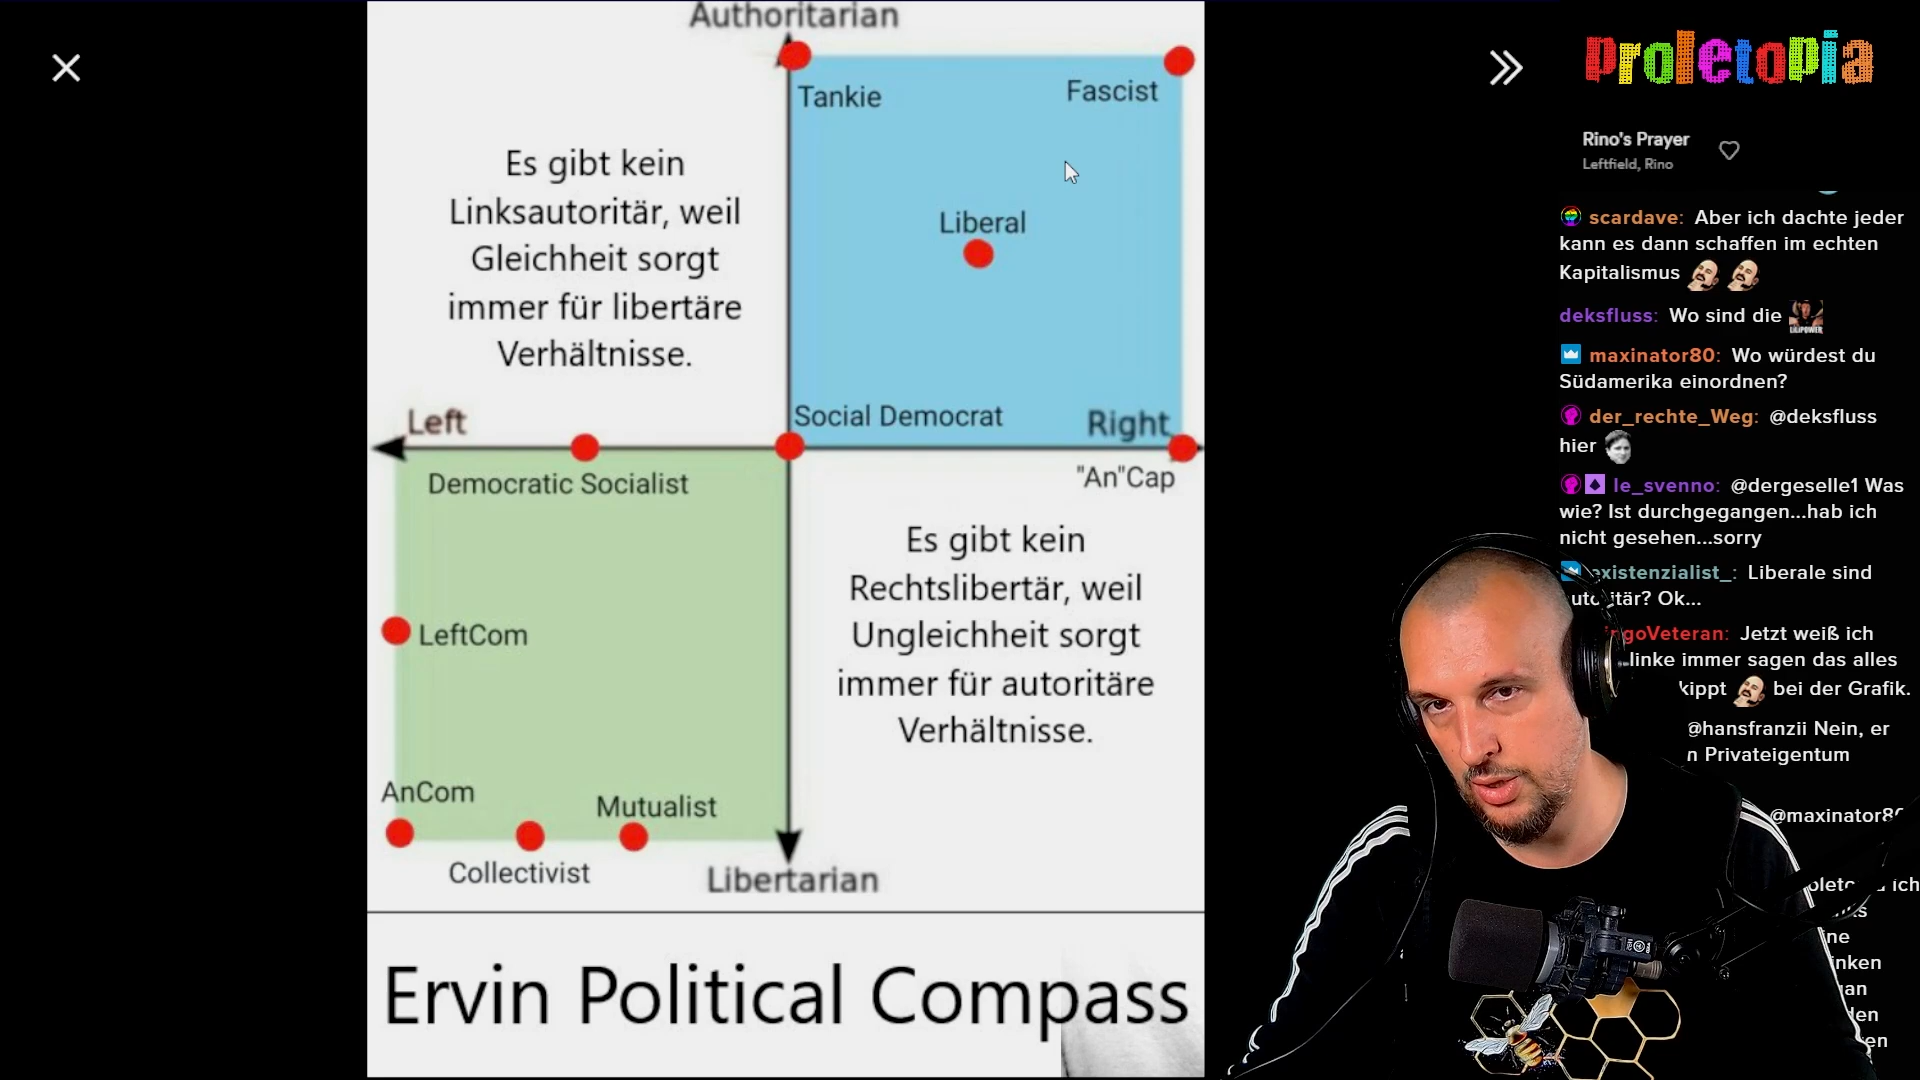 Authoritarian
Tankie
Fascist
Es gibt kein
Linksautoritär, weil
Gleichheit sorgt
immer für libertäre
Verhältnisse.
Liberal
Left
Social Democrat
Right
Democratic Socialist
"An"Cap
Es gibt kein
Rechtslibertär, weil
Ungleichheit sorgt
immer für autoritäre
Verhältnisse.
LeftCom
AnCom
Mutualist
Collectivist
Libertarian
Ervin Political Compass
Proletopia
Rino's Prayer
Leftfield, Rino
scardave: Aber ich dachte jeder
kann es dann schaffen im echten
Kapitalismus
deksfluss: Wo sind die
maxinator80: Wo würdest du
Südamerika einordnen?
der_rechte_Weg: @deksfluss
hier
le_svenno: @dergeselle1 Was
wie? Ist durchgegangen...hab ich
nicht gesehen...sorry
existenzialist_: Liberale sind
Ok...
Jetzt weiß ich
linke immer sagen das alles
kippt bei der Grafik.
@hansfranzii Nein, er
Privateigentum
ich